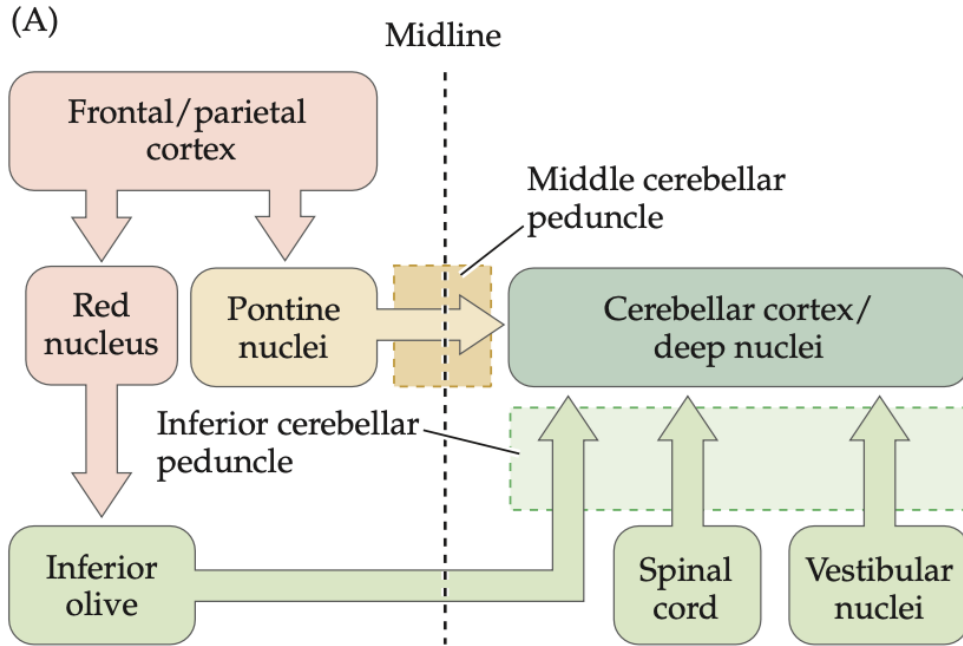 (A)
Midline
Frontal/parietal
cortex
Middle cerebellar
peduncle
Red
nucleus
Pontine
nuclei
Cerebellar cortex/
deep nuclei
Inferior cerebellar
peduncle
Inferior
olive
Spinal
cord
Vestibular
nuclei